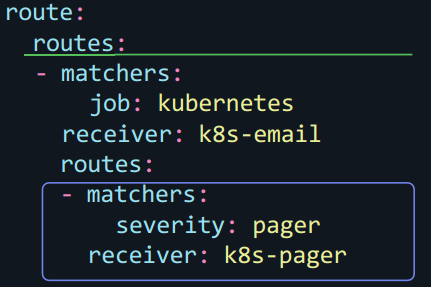 route:
  routes:
  - matchers:
      job: kubernetes
    receiver: k8s-email
    routes:
    - matchers:
        severity: pager
      receiver: k8s-pager